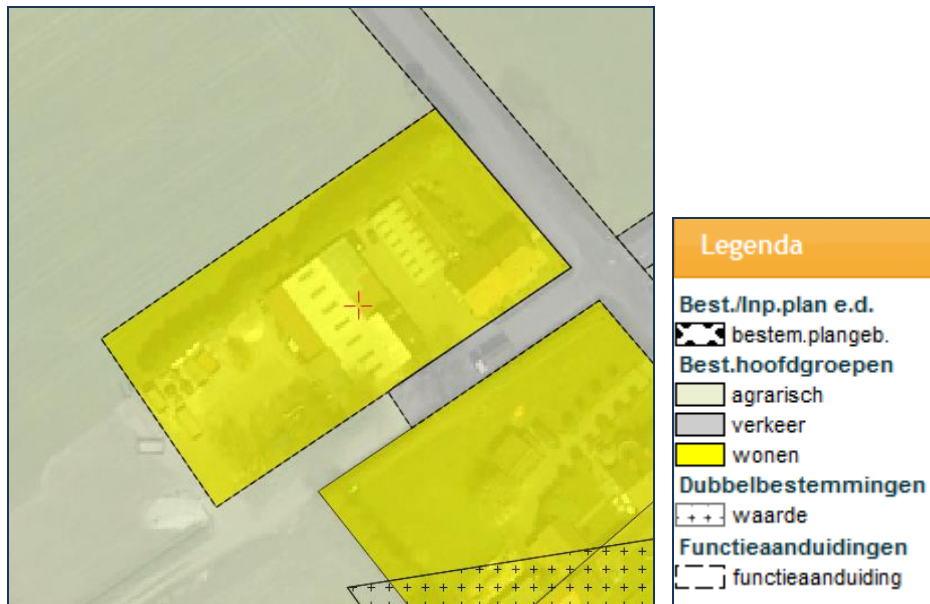 Legenda
Best./Inp.plan e.d.
bestem.plangeb.
Best.hoofdgroepen
agrarisch
verkeer
wonen
Dubbelbestemmingen
waarde
Functieaanduidingen
functieaanduiding